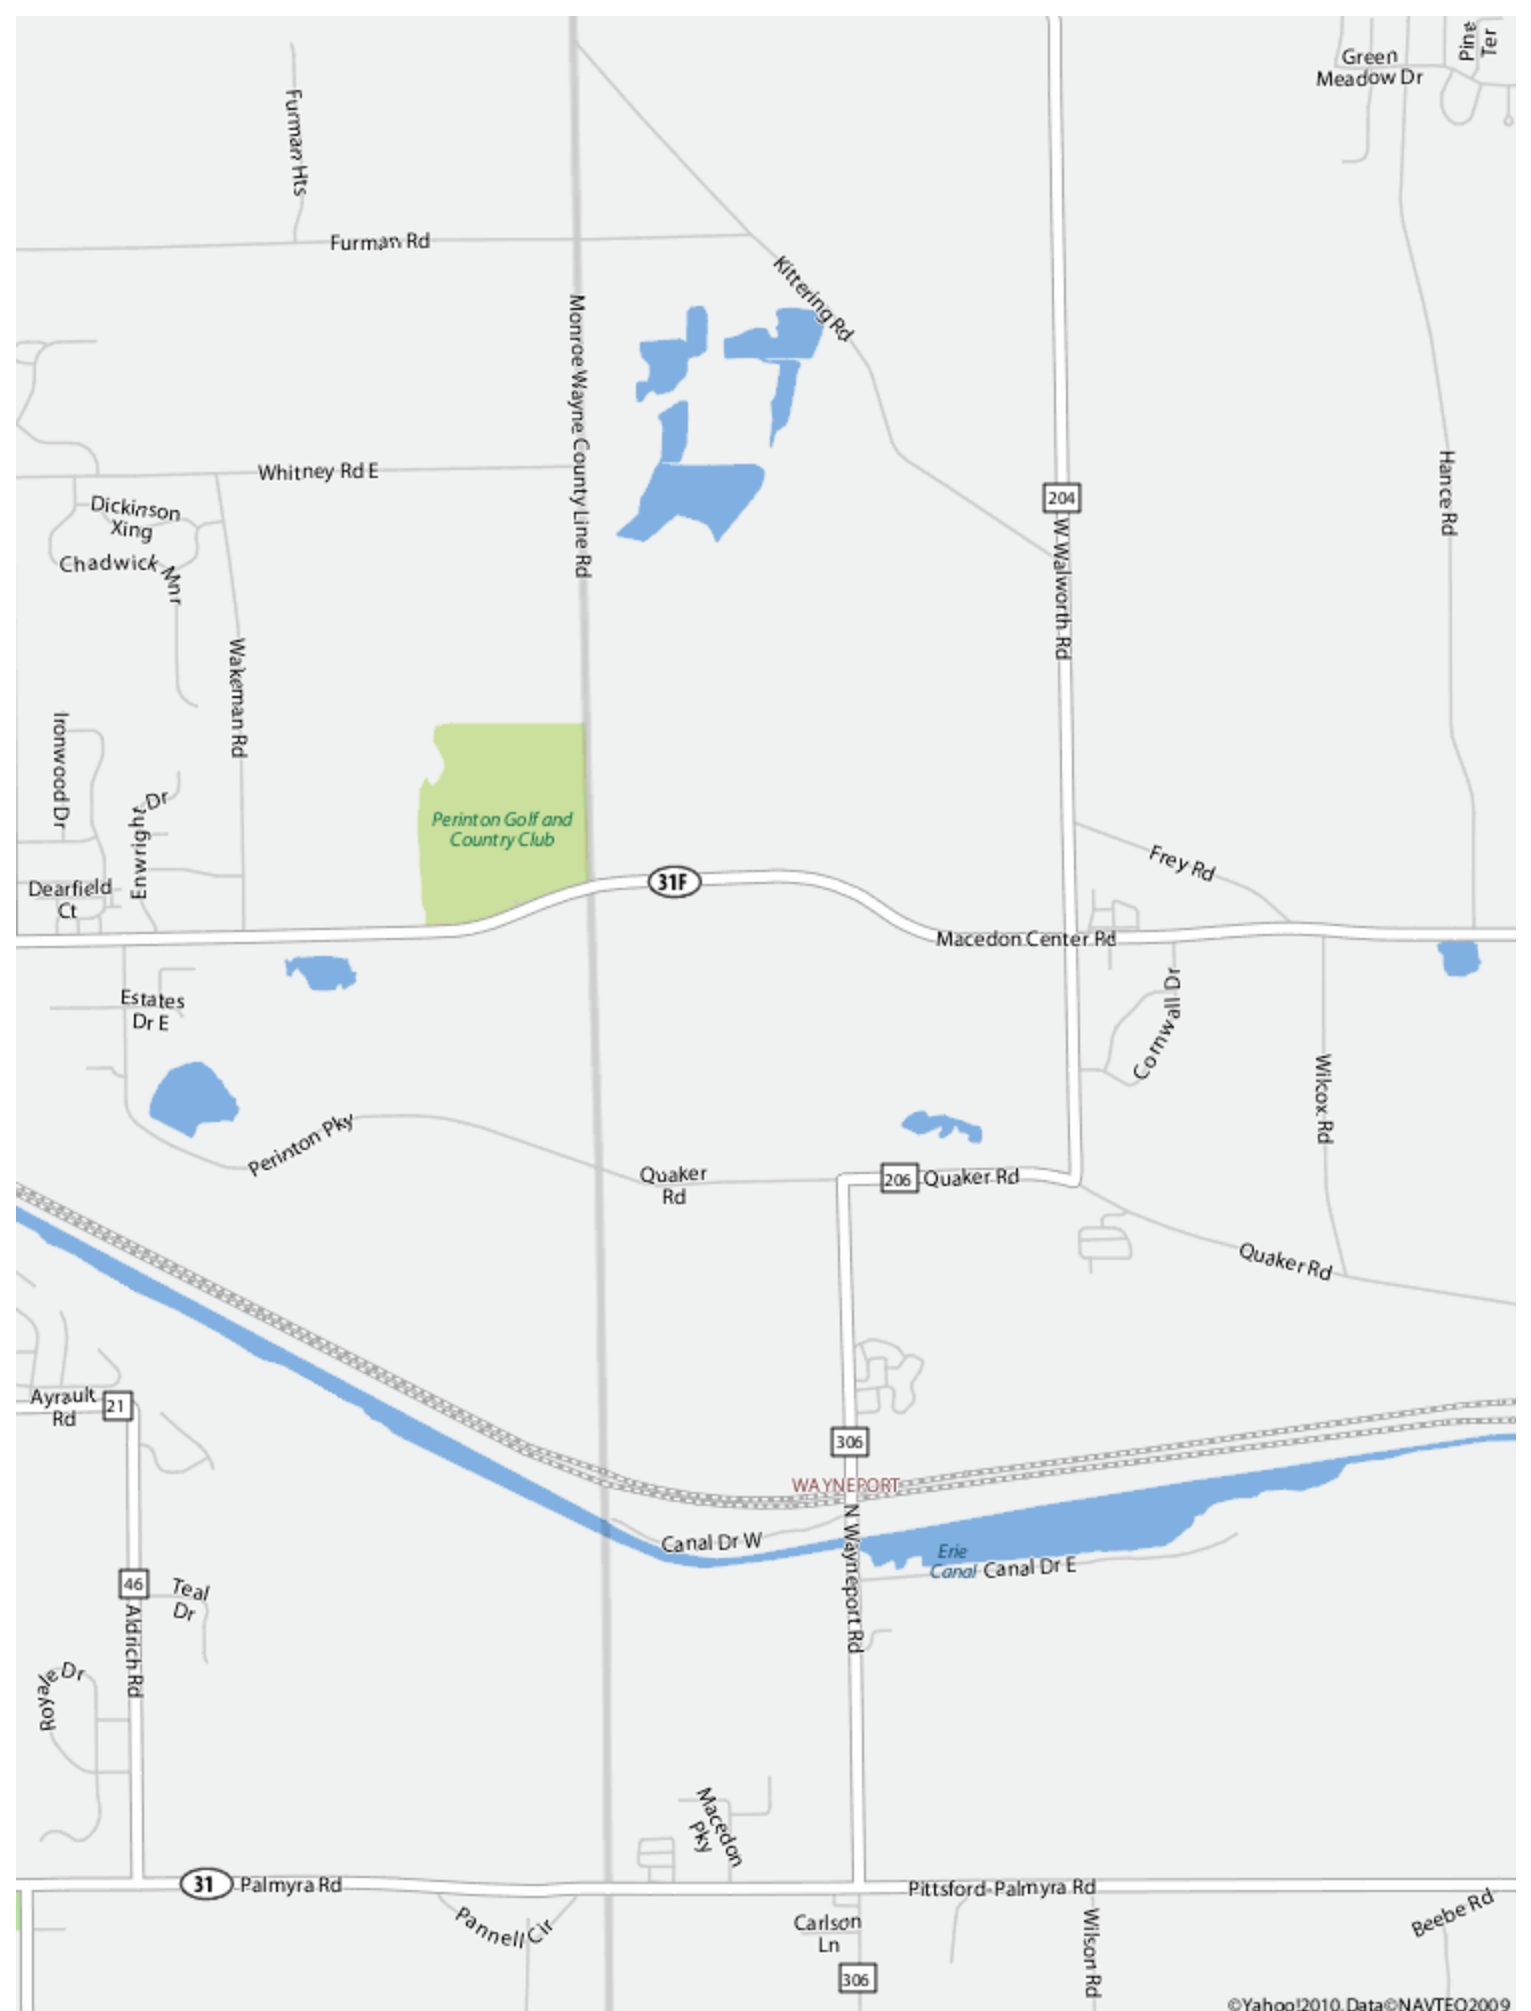 Green
Meadow Dr
Pine
Ter
Furman Hts
Furman Rd
Kittering Rd
Monroe Wayne County Line Rd
Whitney Rd E
Hance Rd
204
W Walworth Rd
Dickinson
Xing
Chadwick Mnr
Wakeman Rd
Ironwood Dr
Enwright Dr
Perinton Golf and
Country Club
Frey Rd
31F
Dearfield
Ct
Macedon Center Rd
Estates
Dr E
Cornwall Dr
Wilcox Rd
Perinton Pky
Quaker
Rd
206
Quaker Rd
Quaker Rd
Ayrault
Rd
21
306
WAYNEPORT
N Wayneport Rd
Canal Dr W
Erie
Canal
Canal Dr E
46
Teal
Dr
Aldrich Rd
Royale Dr
Macedon
Pky
31
Palmyra Rd
Pittsford-Palmyra Rd
Pannell Cir
Carlson
Ln
Wilson Rd
Beebe Rd
306
©Yahoo!2010,Data©NAVTEQ2009